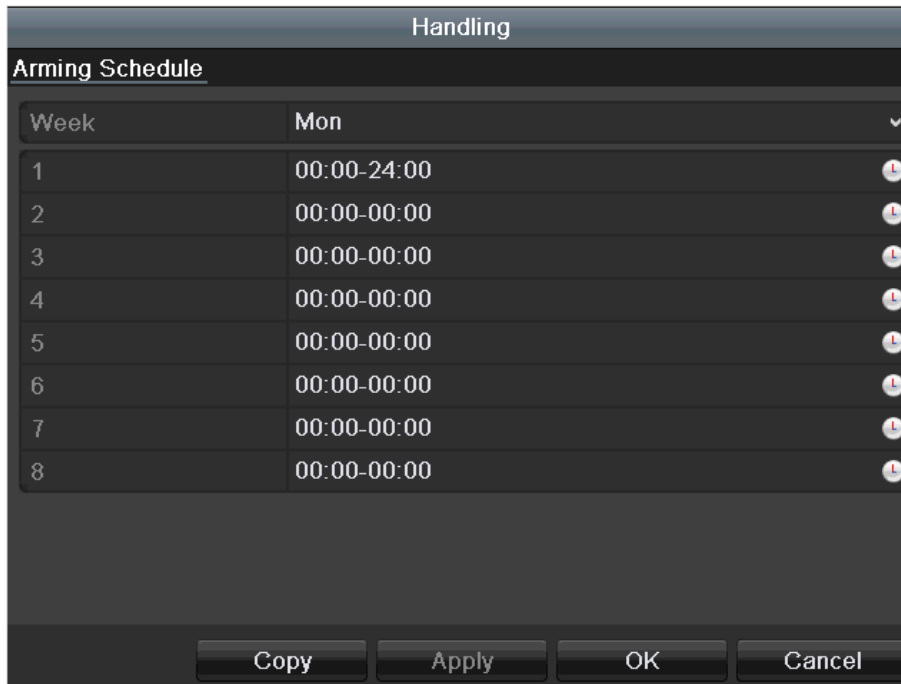 Handling
Arming Schedule
Week Mon
1 00:00-24:00
2 00:00-00:00
3 00:00-00:00
4 00:00-00:00
5 00:00-00:00
6 00:00-00:00
7 00:00-00:00
8 00:00-00:00
Copy Apply OK Cancel